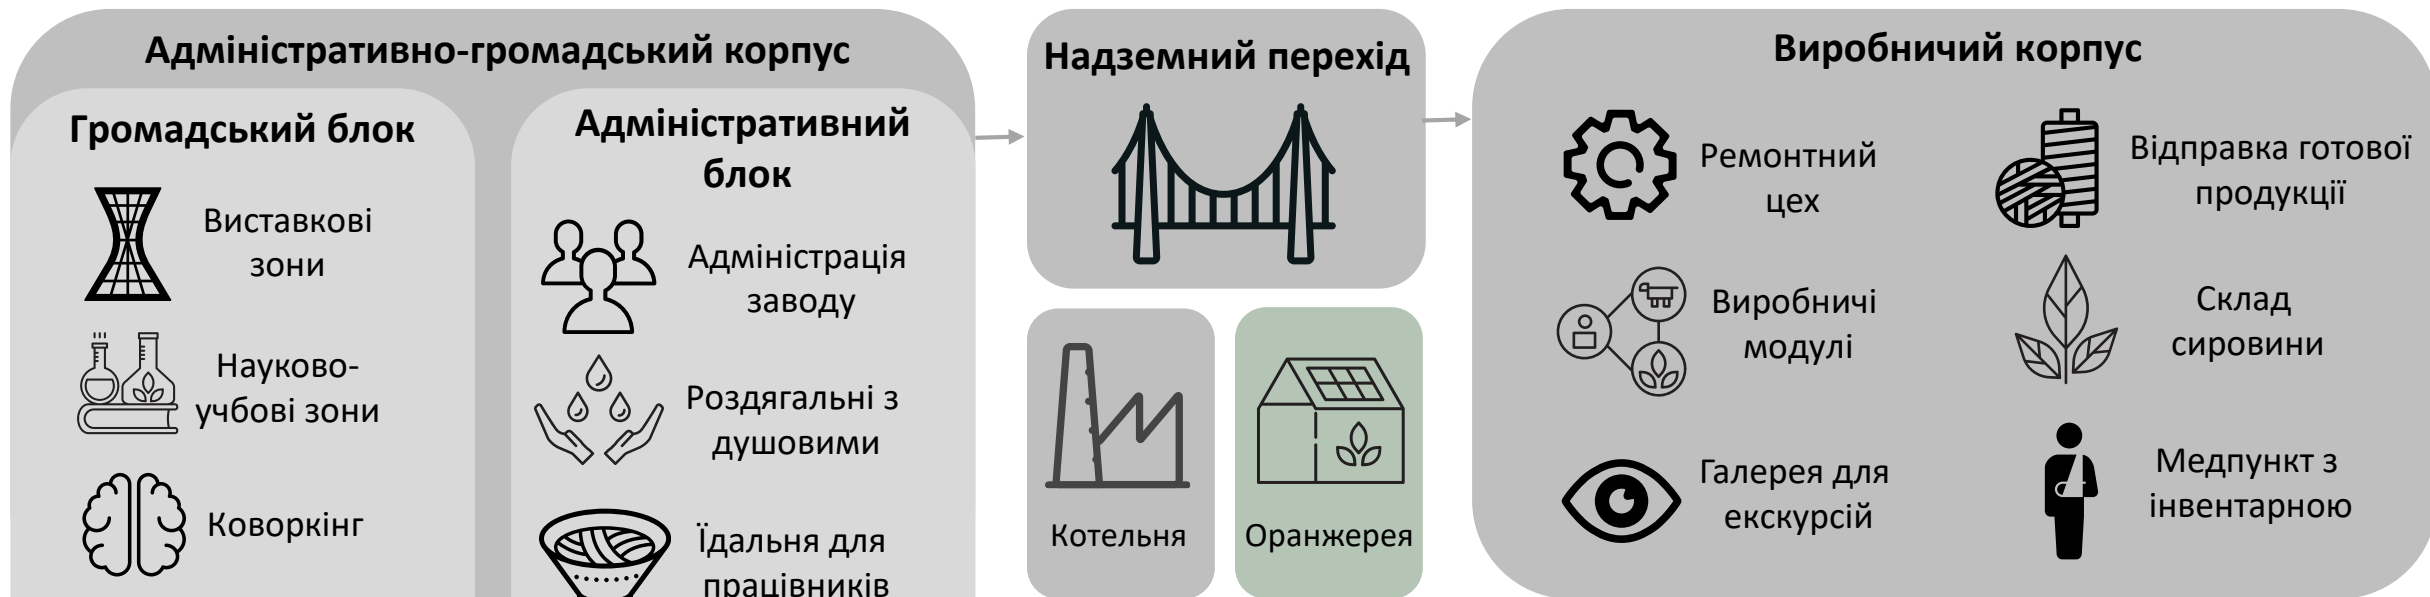 Адміністративно-громадський корпус
Громадський блок
Виставкові
зони
Науково-
учбові зони
Коворкінг
Адміністративний
блок
Адміністрація
заводу
Роздягальні з
душовими
Їдальня для
працівників
Надземний перехід
Котельня
Оранжерея
Виробничий корпус
Ремонтний
цех
Виробничі
модулі
Галерея для
екскурсій
Відправка готової
продукції
Склад
сировини
Медпункт з
інвентарною